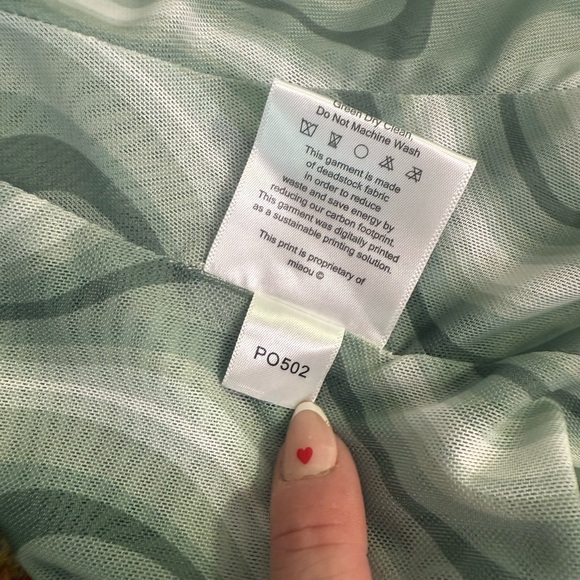 Green Dry Clean,
Do Not Machine Wash
This garment is made
of deadstock fabric
in order to reduce
waste and save energy by
reducing our carbon footprint.
This garment was digitally printed
as a sustainable printing solution.
This print is proprietary of
miaou ©
PO502